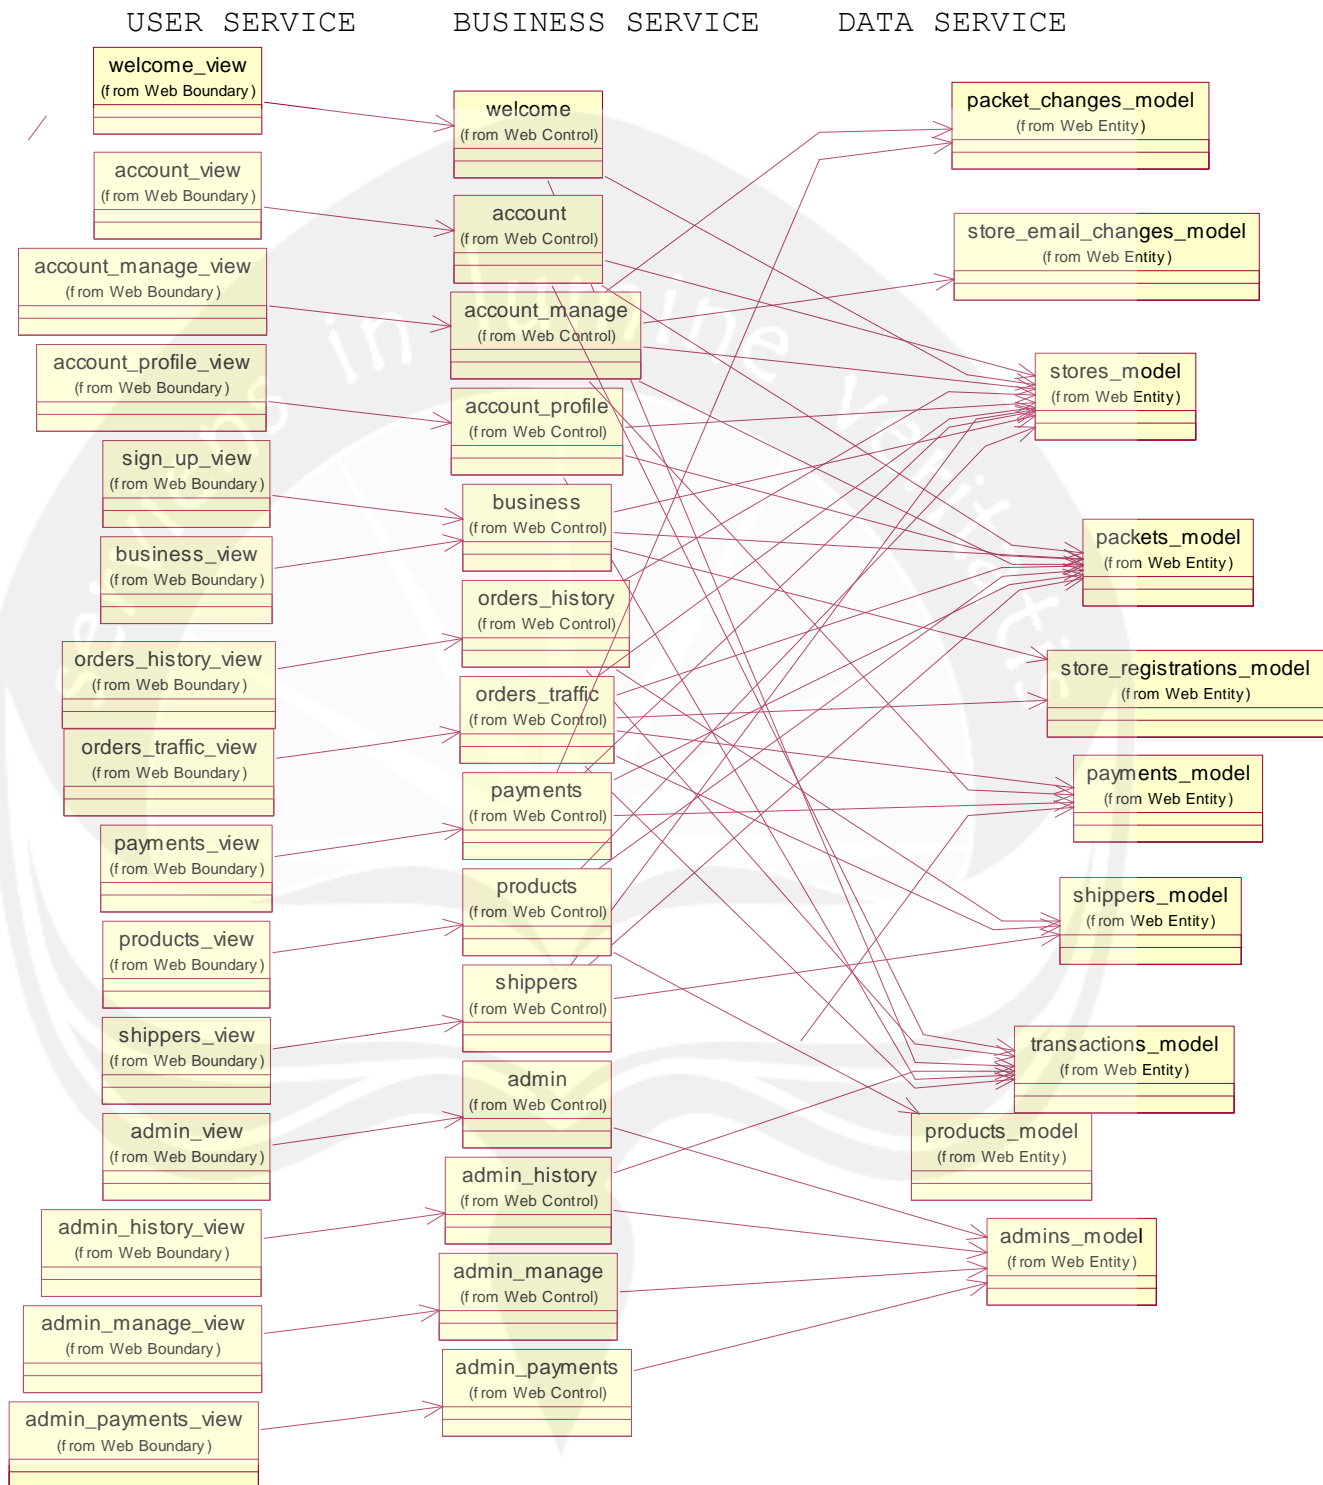 USER SERVICE BUSINESS SERVICE DATA SERVICE
welcome_view
(from Web Boundary)
account_view
(from Web Boundary)
account_manage_view
(from Web Boundary)
account_profile_view
(from Web Boundary)
sign_up_view
(from Web Boundary)
business_view
(from Web Boundary)
orders_history_view
(from Web Boundary)
orders_traffic_view
(from Web Boundary)
payments_view
(from Web Boundary)
products_view
(from Web Boundary)
shippers_view
(from Web Boundary)
admin_view
(from Web Boundary)
admin_history_view
(from Web Boundary)
admin_manage_view
(from Web Boundary)
admin_payments_view
(from Web Boundary)
welcome
(from Web Control)
account
(from Web Control)
account_manage
(from Web Control)
account_profile
(from Web Control)
business
(from Web Control)
orders_history
(from Web Control)
orders_traffic
(from Web Control)
payments
(from Web Control)
products
(from Web Control)
shippers
(from Web Control)
admin
(from Web Control)
admin_history
(from Web Control)
admin_manage
(from Web Control)
admin_payments
(from Web Control)
packet_changes_model
(from Web Entity)
store_email_changes_model
(from Web Entity)
stores_model
(from Web Entity)
packets_model
(from Web Entity)
store_registrations_model
(from Web Entity)
payments_model
(from Web Entity)
shippers_model
(from Web Entity)
transactions_model
(from Web Entity)
products_model
(from Web Entity)
admins_model
(from Web Entity)
serviens in lumine veritatis